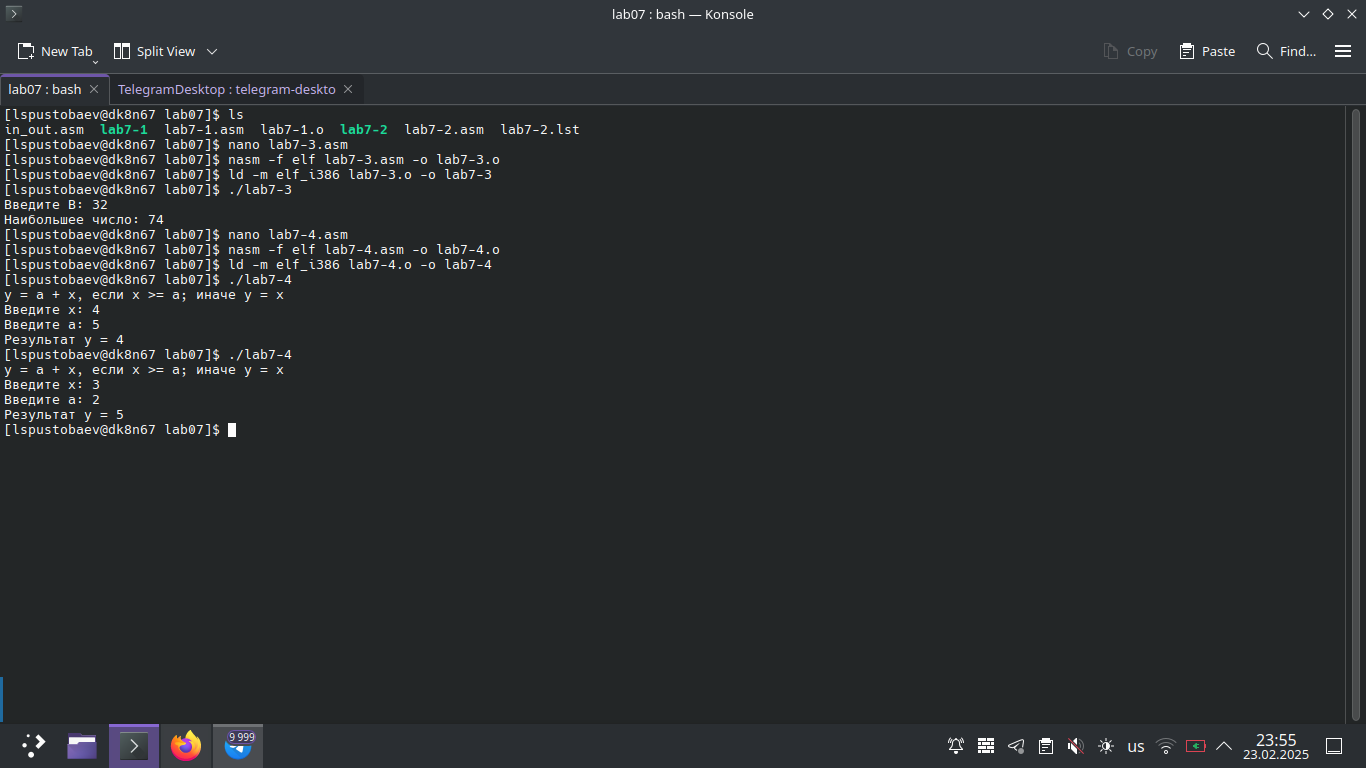 lab07 : bash — Konsole
New Tab Split View Copy Paste Find...
lab07 : bash TelegramDesktop : telegram-deskto
[lspustobaev@dk8n67 lab07]$ ls
in_out.asm lab7-1 lab7-1.asm lab7-1.o lab7-2 lab7-2.asm lab7-2.lst
[lspustobaev@dk8n67 lab07]$ nano lab7-3.asm
[lspustobaev@dk8n67 lab07]$ nasm -f elf lab7-3.asm -o lab7-3.o
[lspustobaev@dk8n67 lab07]$ ld -m elf_i386 lab7-3.o -o lab7-3
[lspustobaev@dk8n67 lab07]$ ./lab7-3
Введите B: 32
Наибольшее число: 74
[lspustobaev@dk8n67 lab07]$ nano lab7-4.asm
[lspustobaev@dk8n67 lab07]$ nasm -f elf lab7-4.asm -o lab7-4.o
[lspustobaev@dk8n67 lab07]$ ld -m elf_i386 lab7-4.o -o lab7-4
[lspustobaev@dk8n67 lab07]$ ./lab7-4
y = a + x, если x >= a; иначе y = x
Введите x: 4
Введите a: 5
Результат y = 4
[lspustobaev@dk8n67 lab07]$ ./lab7-4
y = a + x, если x >= a; иначе y = x
Введите x: 3
Введите a: 2
Результат y = 5
[lspustobaev@dk8n67 lab07]$
9 999
us
23:55
23.02.2025